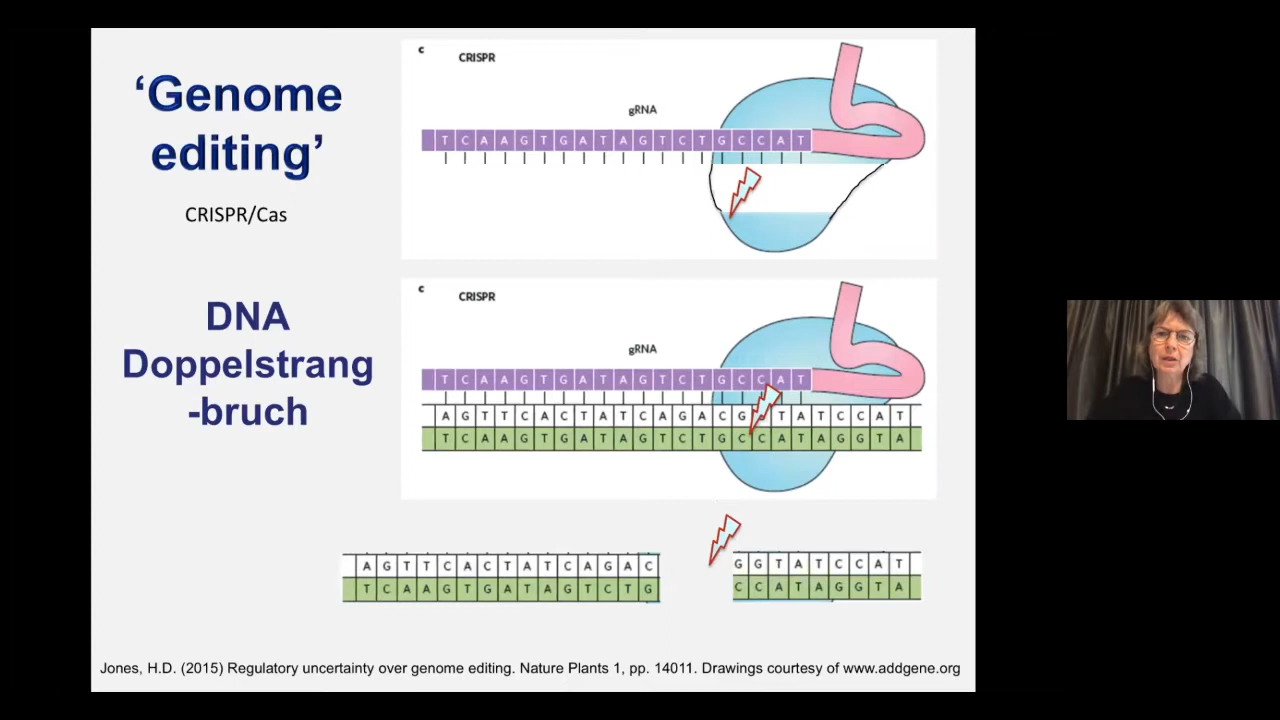 ‘Genome
editing’
CRISPR/Cas
DNA
Doppelstrang
-bruch
c
CRISPR
gRNA
T C A A G T G A T A G T C T G C C A T
c
CRISPR
gRNA
T C A A G T G A T A G T C T G C C A T
A G T T C A C T A T C A G A C G T A T C C A T
T C A A G T G A T A G T C T G C C A T A G G T A
A G T T C A C T A T C A G A C
T C A A G T G A T A G T C T G
G G T A T C C A T
C C A T A G G T A
Jones, H.D. (2015) Regulatory uncertainty over genome editing. Nature Plants 1, pp. 14011. Drawings courtesy of www.addgene.org